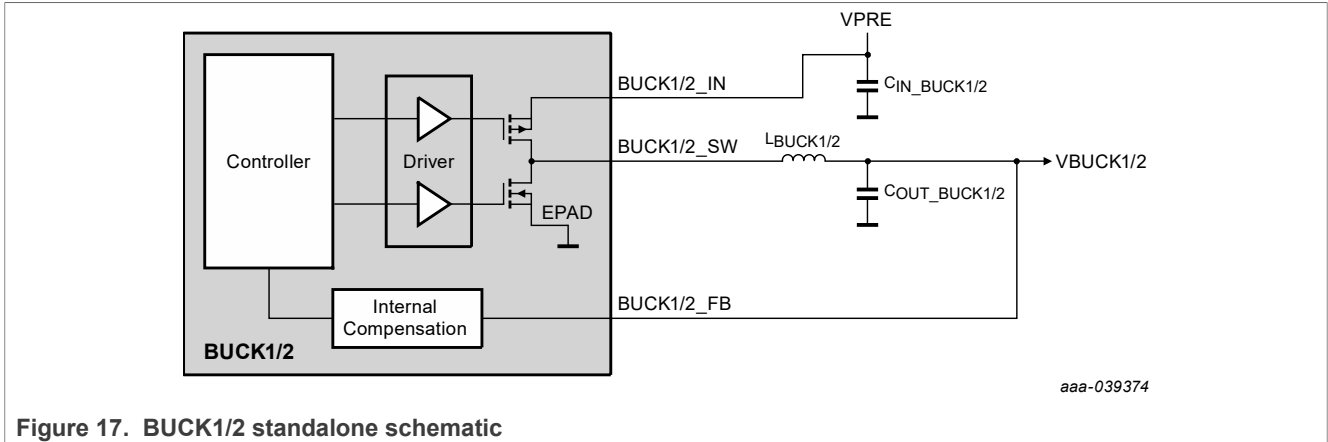 VPRE
BUCK1/2_IN
CIN_BUCK1/2
Controller
Driver
BUCK1/2_SW
LBUCK1/2
VBUCK1/2
COUT_BUCK1/2
EPAD
Internal
Compensation
BUCK1/2_FB
BUCK1/2
aaa-039374
Figure 17. BUCK1/2 standalone schematic